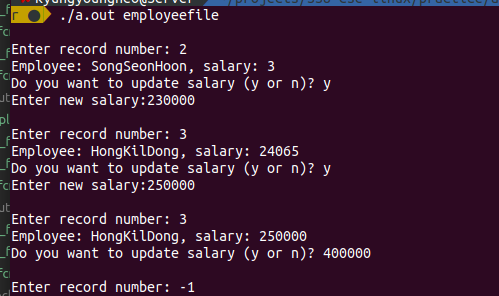 ./a.out employeefile
Enter record number: 2
Employee: SongSeonHoon, salary: 3
Do you want to update salary (y or n)? y
Enter new salary:230000
Enter record number: 3
Employee: HongKilDong, salary: 24065
Do you want to update salary (y or n)? y
Enter new salary:250000
Enter record number: 3
Employee: HongKilDong, salary: 250000
Do you want to update salary (y or n)? 400000
Enter record number: -1